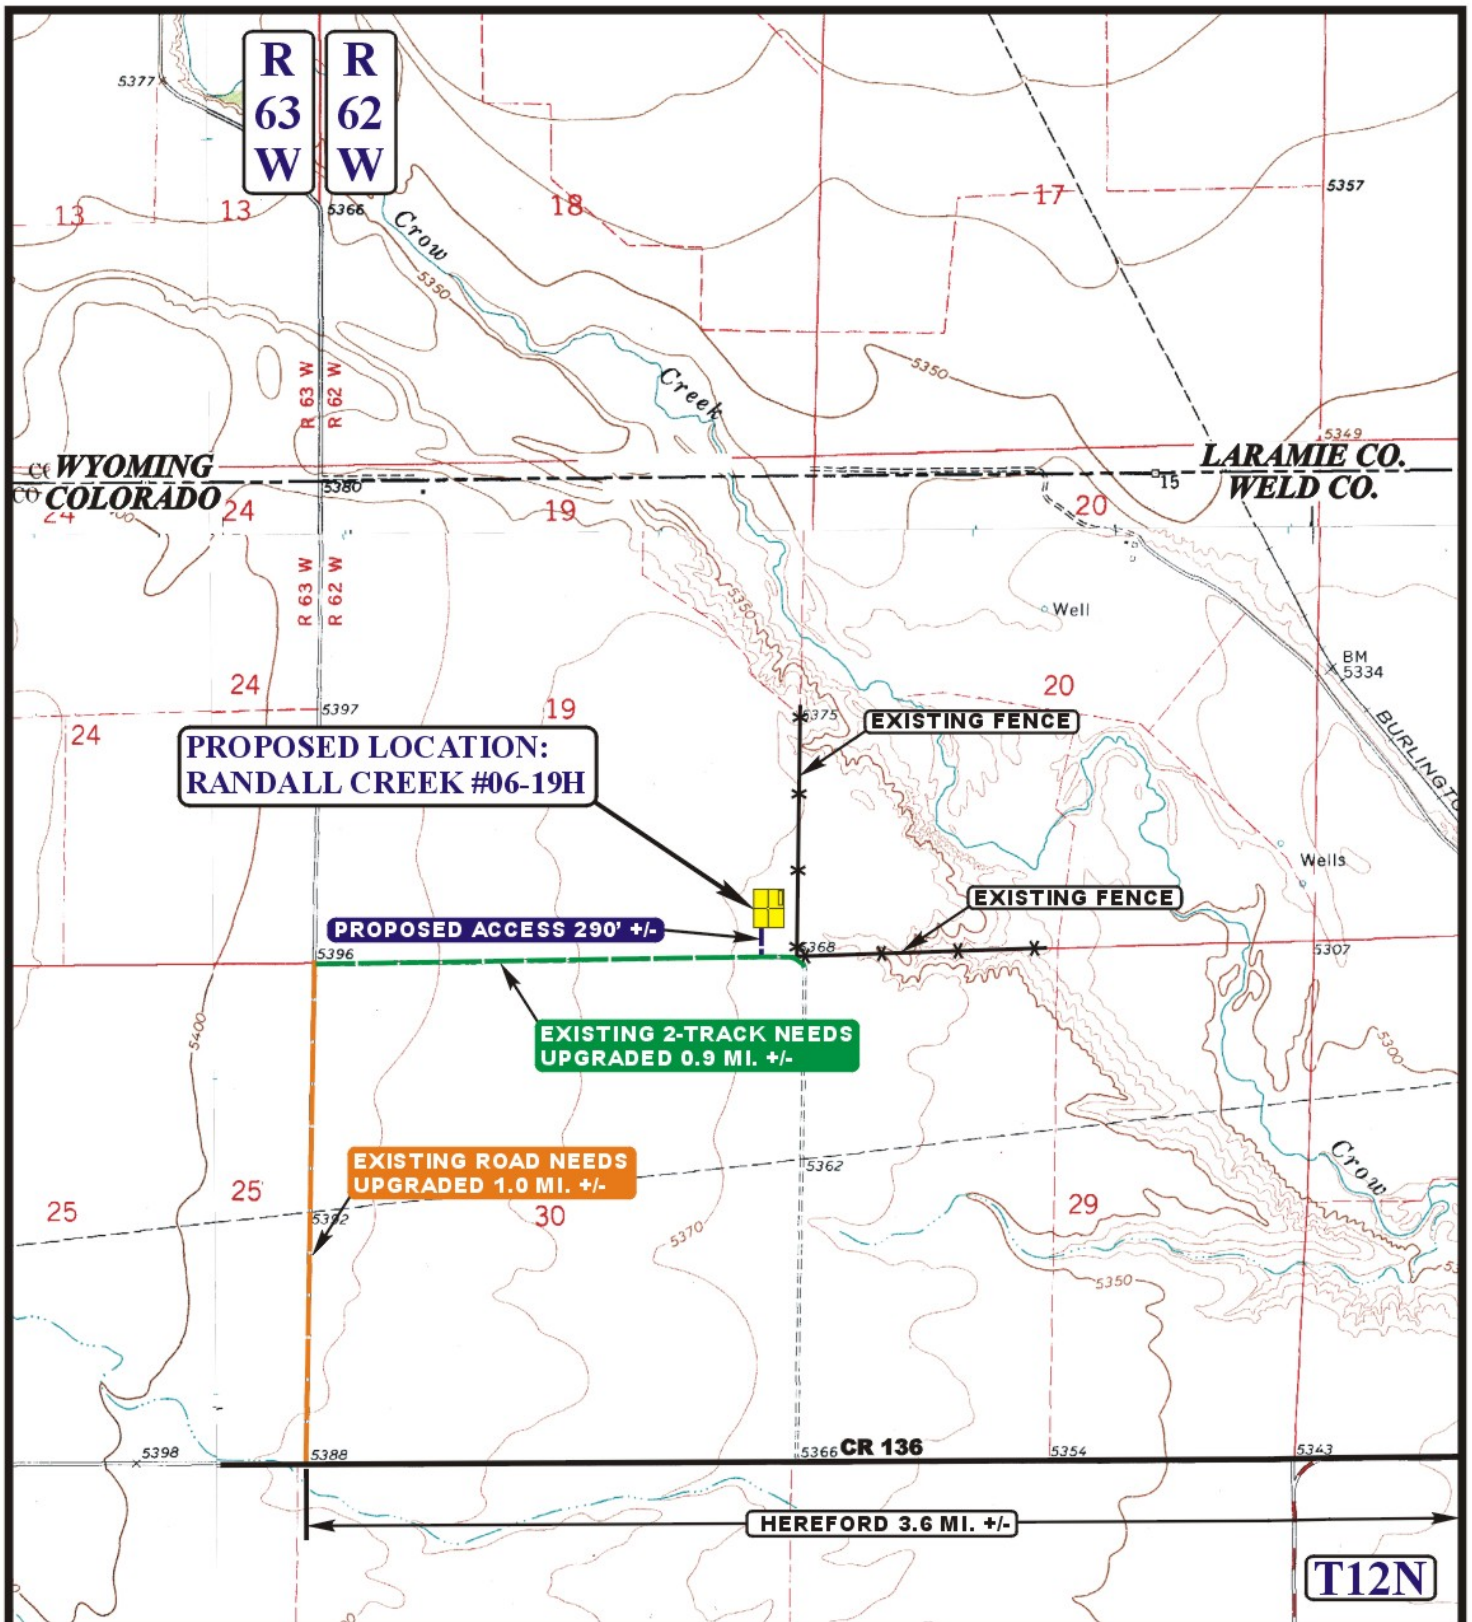 R
63
W
R
62
W
5377
13
13
5366
18
17
5357
Crow
5350
Creek
5350
R 63 W
R 62 W
5349
WYOMING
COLORADO
LARAMIE CO.
WELD CO.
5380
15
24
24
19
20
R 63 W
R 62 W
5350
Well
BM
5334
24
5397
19
20
24
5375
EXISTING FENCE
BURLINGTO
PROPOSED LOCATION:
RANDALL CREEK #06-19H
Wells
EXISTING FENCE
PROPOSED ACCESS 290' +/-
5396
5368
5307
5400
EXISTING 2-TRACK NEEDS
UPGRADED 0.9 MI. +/-
5300
EXISTING ROAD NEEDS
UPGRADED 1.0 MI. +/-
5362
Crow
25
25
5392
30
5370
29
5350
5398
5388
5366
CR 136
5354
5343
HEREFORD 3.6 MI. +/-
T12N